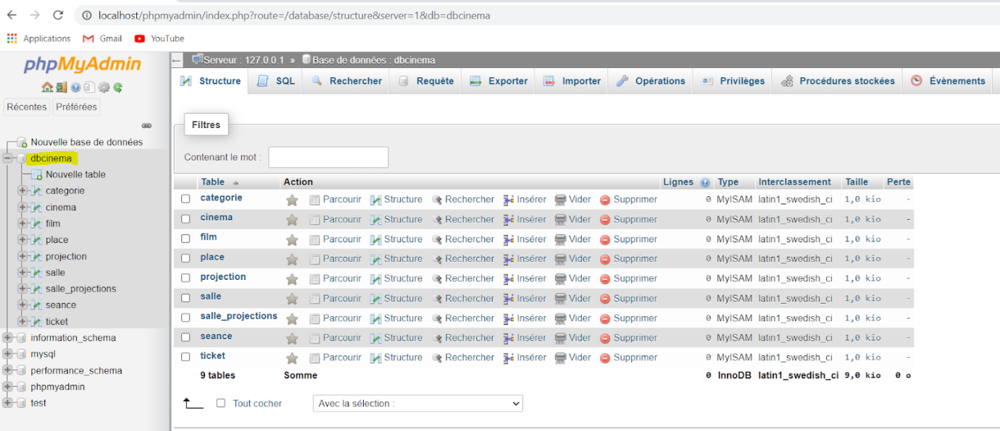 localhost/phpmyadmin/index.php?route=/database/structure&server=1&db=dbcinema
Applications Gmail YouTube
phpMyAdmin
Récentes Préférées
Nouvelle base de données
dbcinema
Nouvelle table
categorie
cinema
film
place
projection
salle
salle_projections
seance
ticket
information_schema
mysql
performance_schema
phpmyadmin
test
Serveur : 127.0.0.1 » Base de données : dbcinema
Structure SQL Rechercher Requête Exporter Importer Opérations Privilèges Procédures stockées Évènements
Filtres
Contenant le mot :
Table Action Lignes Type Interclassement Taille Perte
categorie Parcourir Structure Rechercher Insérer Vider Supprimer 0 MyISAM latin1_swedish_ci 1,0 kio -
cinema Parcourir Structure Rechercher Insérer Vider Supprimer 0 MyISAM latin1_swedish_ci 1,0 kio -
film Parcourir Structure Rechercher Insérer Vider Supprimer 0 MyISAM latin1_swedish_ci 1,0 kio -
place Parcourir Structure Rechercher Insérer Vider Supprimer 0 MyISAM latin1_swedish_ci 1,0 kio -
projection Parcourir Structure Rechercher Insérer Vider Supprimer 0 MyISAM latin1_swedish_ci 1,0 kio -
salle Parcourir Structure Rechercher Insérer Vider Supprimer 0 MyISAM latin1_swedish_ci 1,0 kio -
salle_projections Parcourir Structure Rechercher Insérer Vider Supprimer 0 MyISAM latin1_swedish_ci 1,0 kio -
seance Parcourir Structure Rechercher Insérer Vider Supprimer 0 MyISAM latin1_swedish_ci 1,0 kio -
ticket Parcourir Structure Rechercher Insérer Vider Supprimer 0 MyISAM latin1_swedish_ci 1,0 kio -
9 tables Somme 0 InnoDB latin1_swedish_ci 9,0 kio 0 o
Tout cocher Avec la sélection :